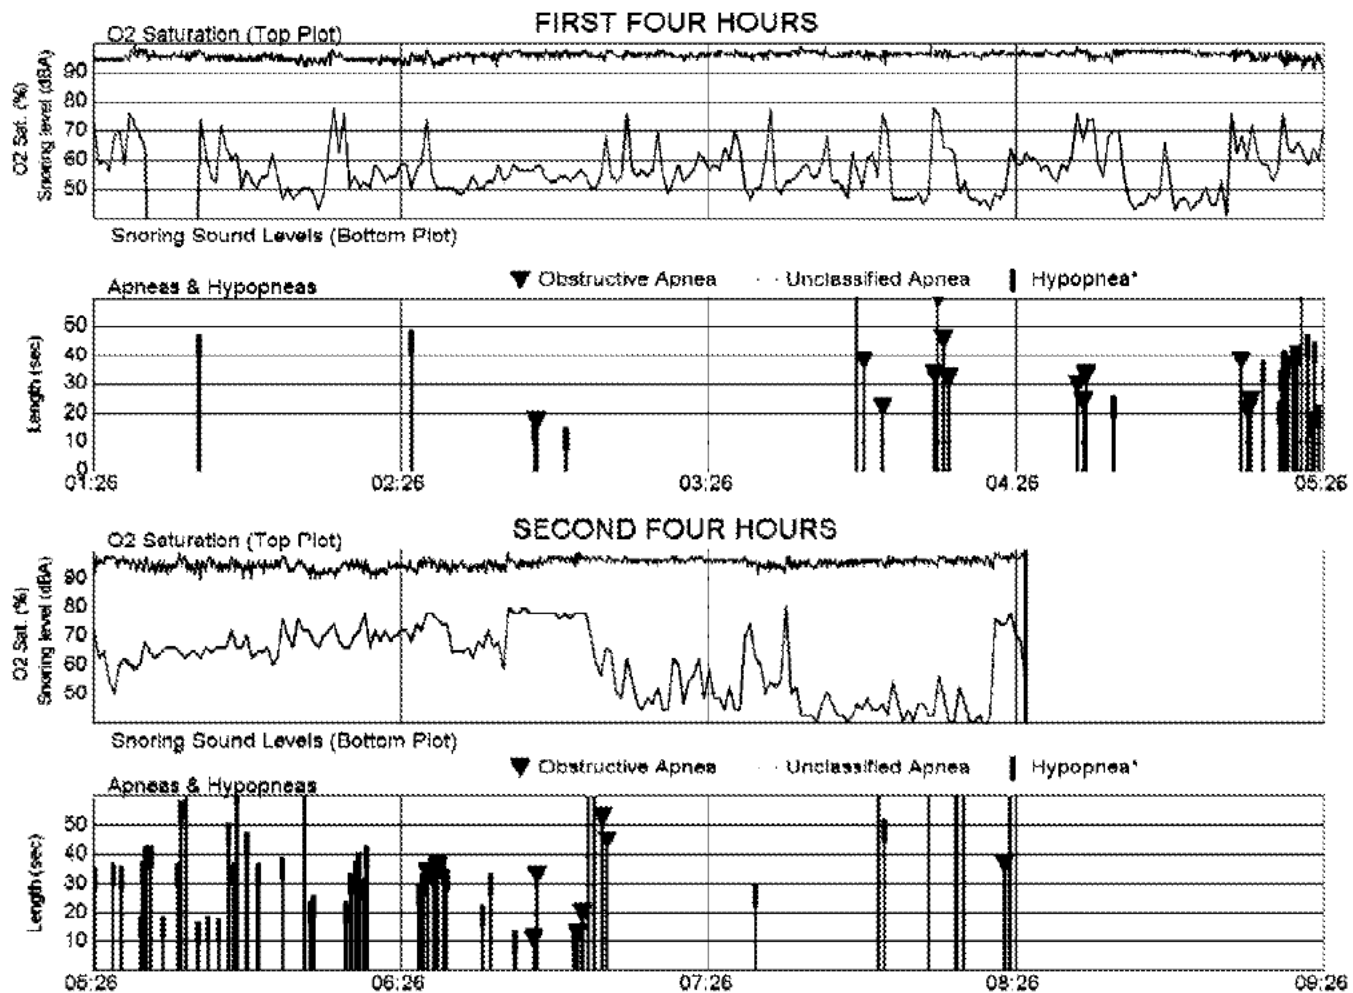 FIRST FOUR HOURS
O2 Saturation (Top Plot)
O2 Sat. (%)
Snoring level (dBA)
90
80
70
60
50
Snoring Sound Levels (Bottom Plot)
Apneas & Hypopneas
Obstructive Apnea
Unclassified Apnea
Hypopnea*
Length (sec)
50
40
30
20
10
0
01:26 02:26 03:26 04:26 05:26
SECOND FOUR HOURS
O2 Saturation (Top Plot)
O2 Sat. (%)
Snoring level (dBA)
90
80
70
60
50
Snoring Sound Levels (Bottom Plot)
Apneas & Hypopneas
Obstructive Apnea
Unclassified Apnea
Hypopnea*
Length (sec)
50
40
30
20
10
05:26 06:26 07:26 08:26 09:26